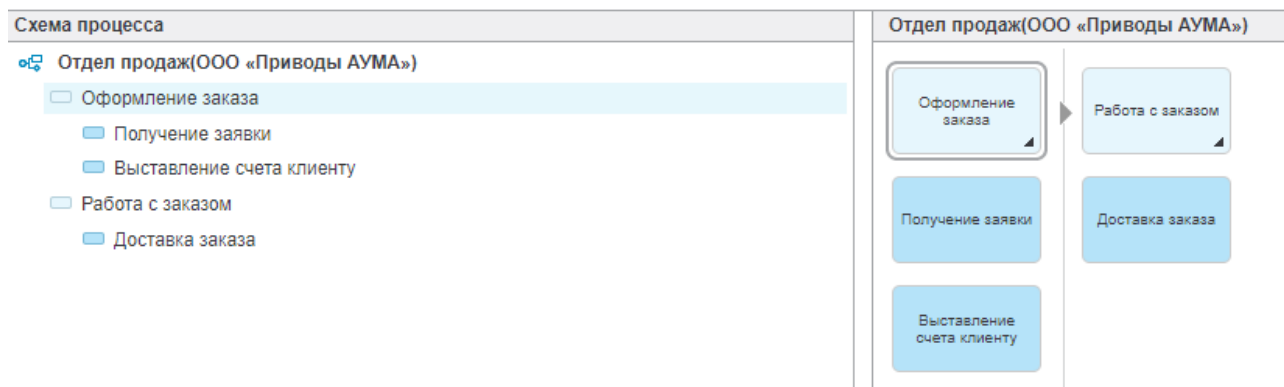 Схема процесса
Отдел продаж(ООО «Приводы АУМА»)
Оформление заказа
Получение заявки
Выставление счета клиенту
Работа с заказом
Доставка заказа
Отдел продаж(ООО «Приводы АУМА»)
Оформление
заказа
Работа с заказом
Получение заявки
Доставка заказа
Выставление
счета клиенту